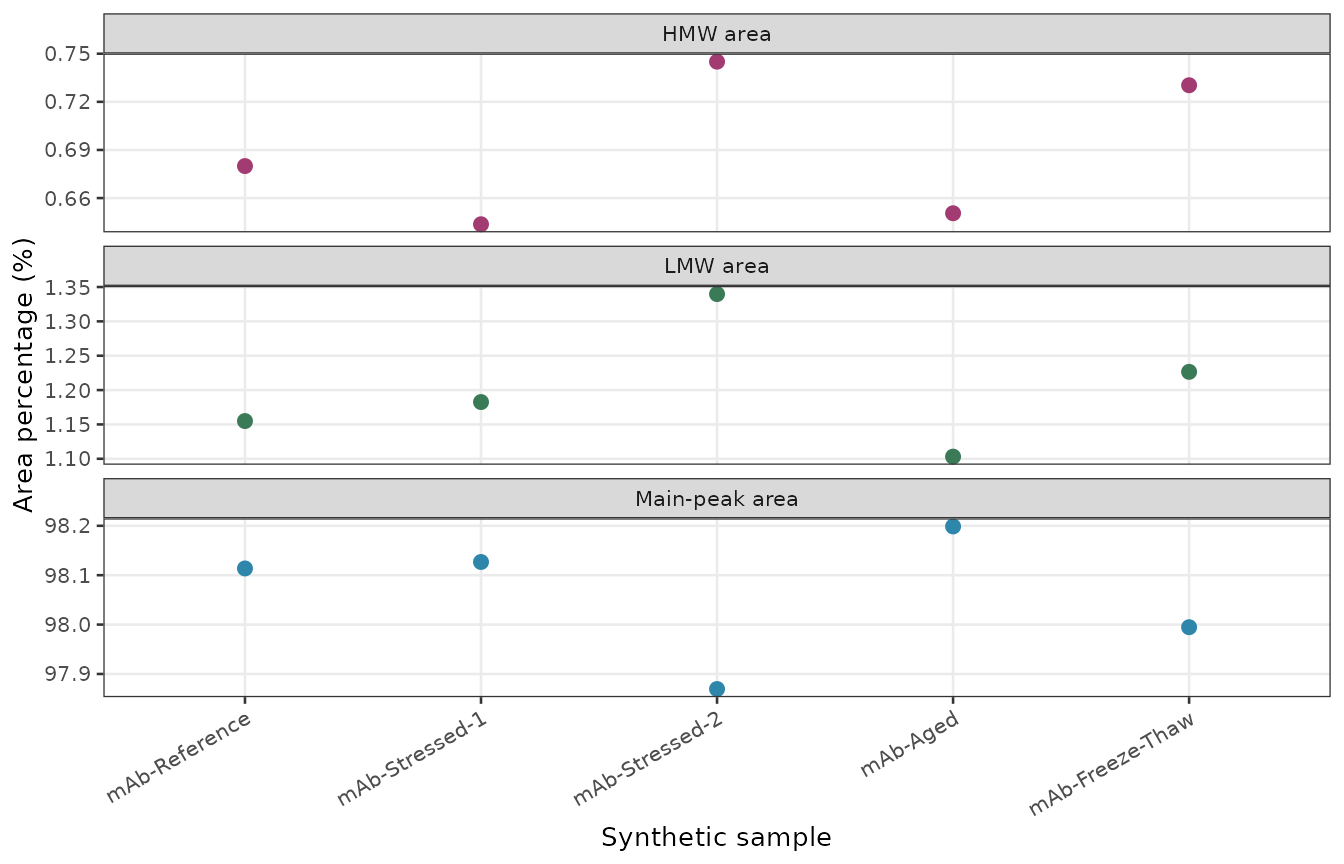 HMW area
0.75
0.72
0.69
0.66
LMW area
1.35
1.30
1.25
1.20
1.15
1.10
Main-peak area
98.2
98.1
98.0
97.9
Area percentage (%)
mAb-Reference
mAb-Stressed-1
mAb-Stressed-2
mAb-Aged
mAb-Freeze-Thaw
Synthetic sample